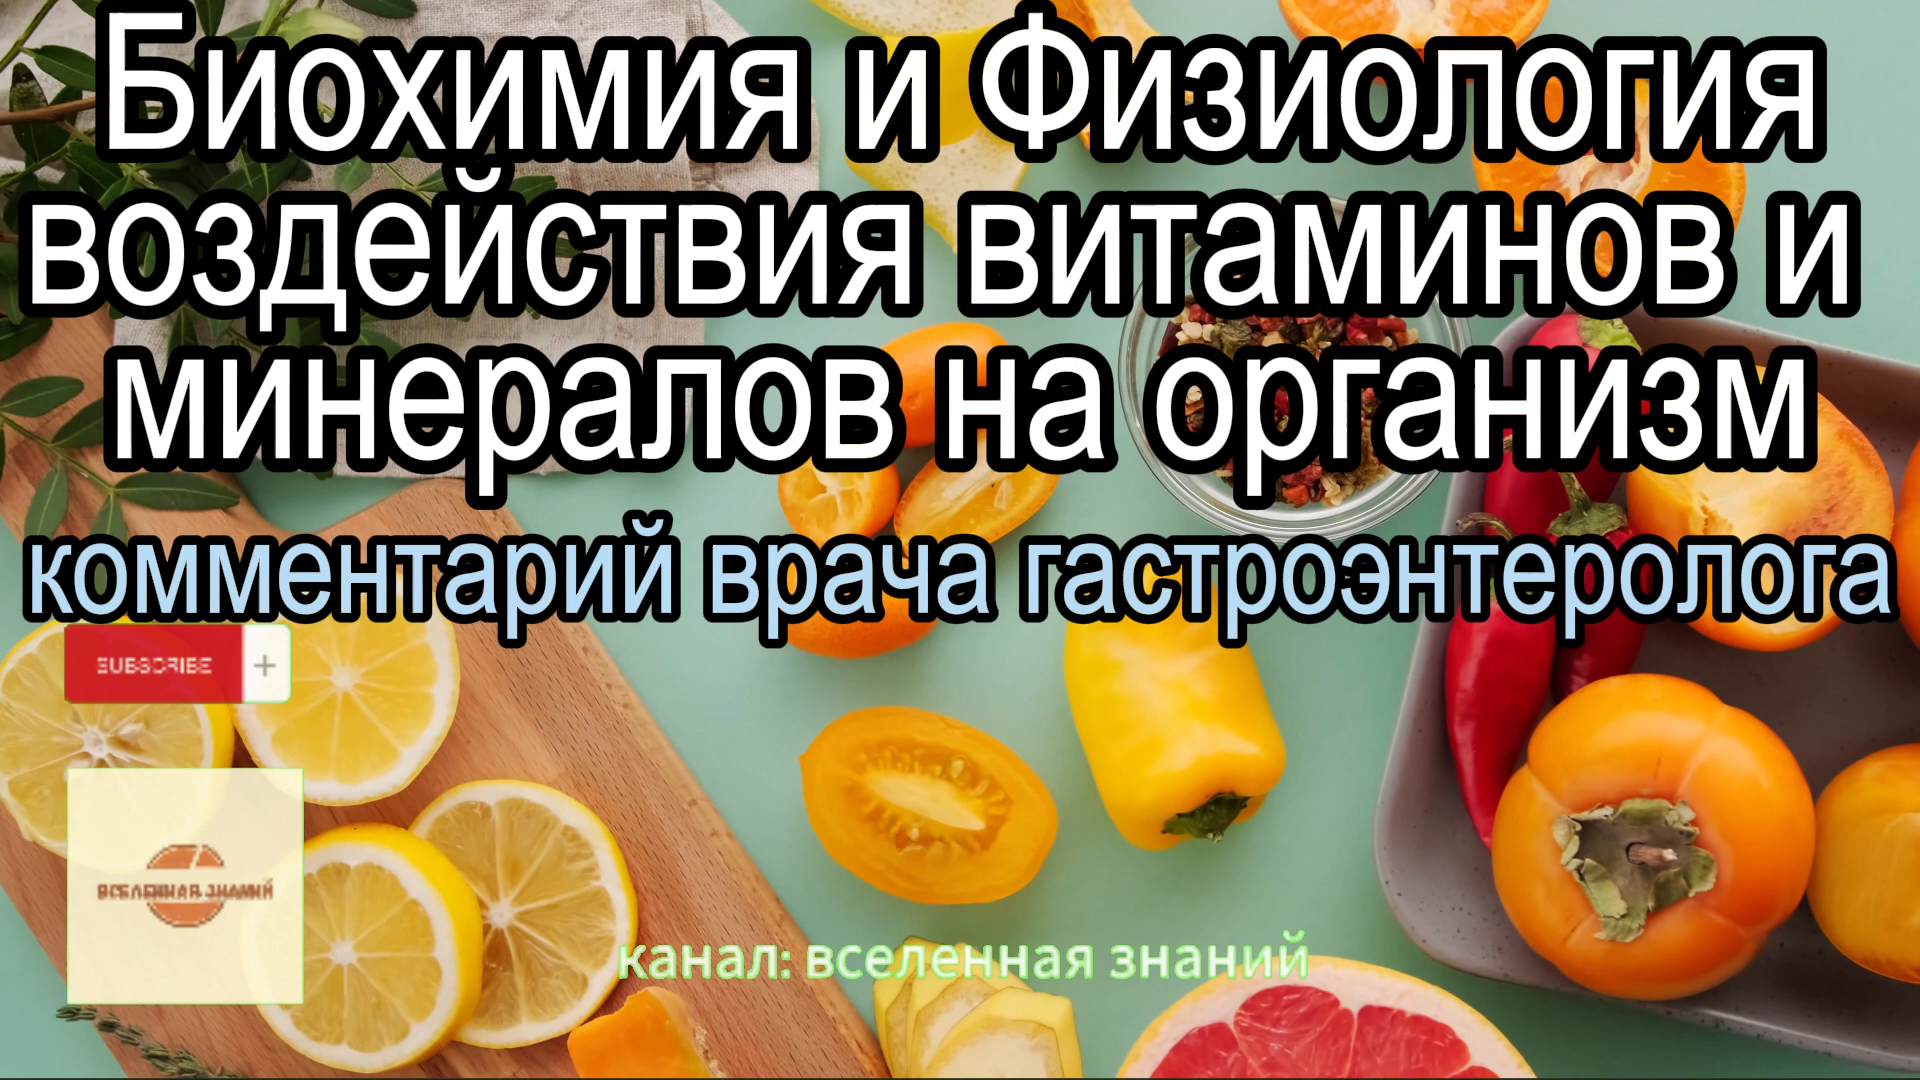 Биохимия и Физиология
воздействия витаминов и
минералов на организм
комментарий врача гастроэнтеролога
SUBSCRIBE +
ВСЕЛЕННАЯ ЗНАНИЙ
канал: вселенная знаний